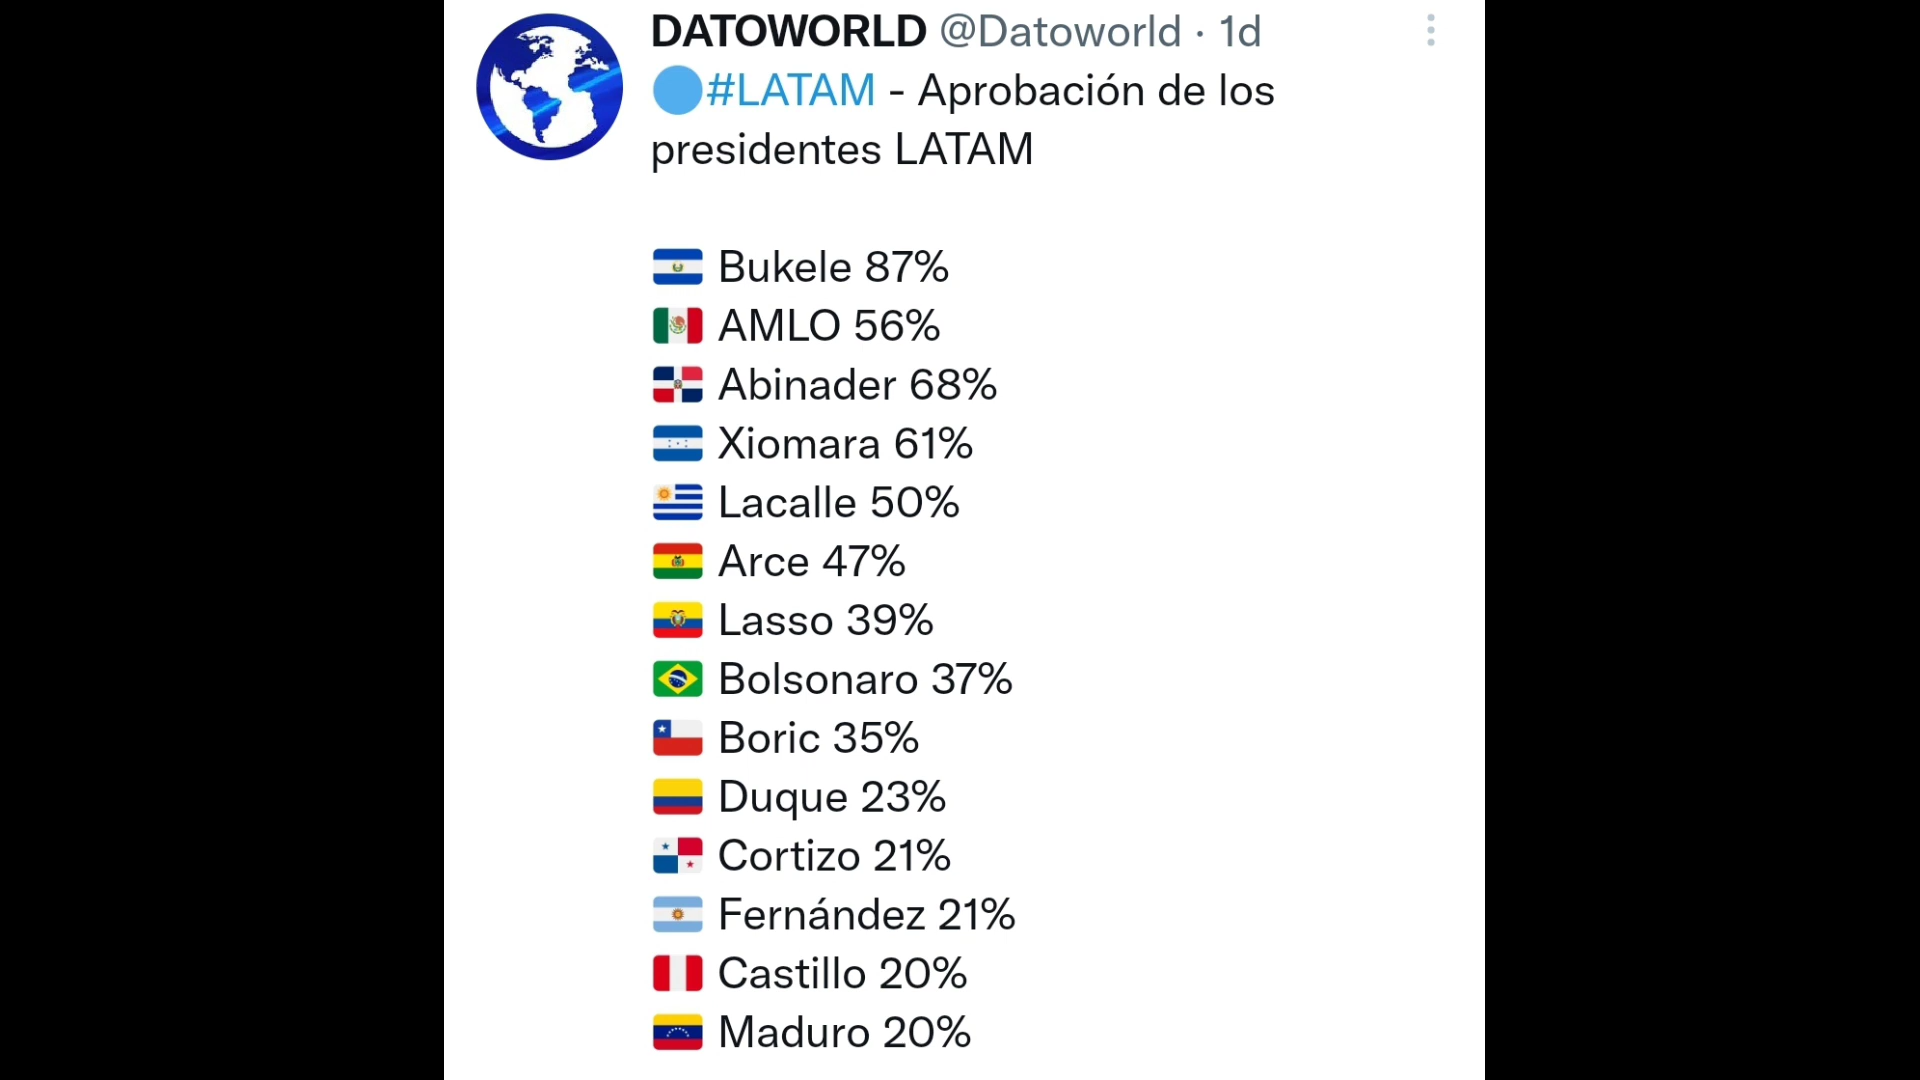 DATOWORLD @Datoworld · 1d
#LATAM - Aprobación de los
presidentes LATAM
Bukele 87%
AMLO 56%
Abinader 68%
Xiomara 61%
Lacalle 50%
Arce 47%
Lasso 39%
Bolsonaro 37%
Boric 35%
Duque 23%
Cortizo 21%
Fernández 21%
Castillo 20%
Maduro 20%